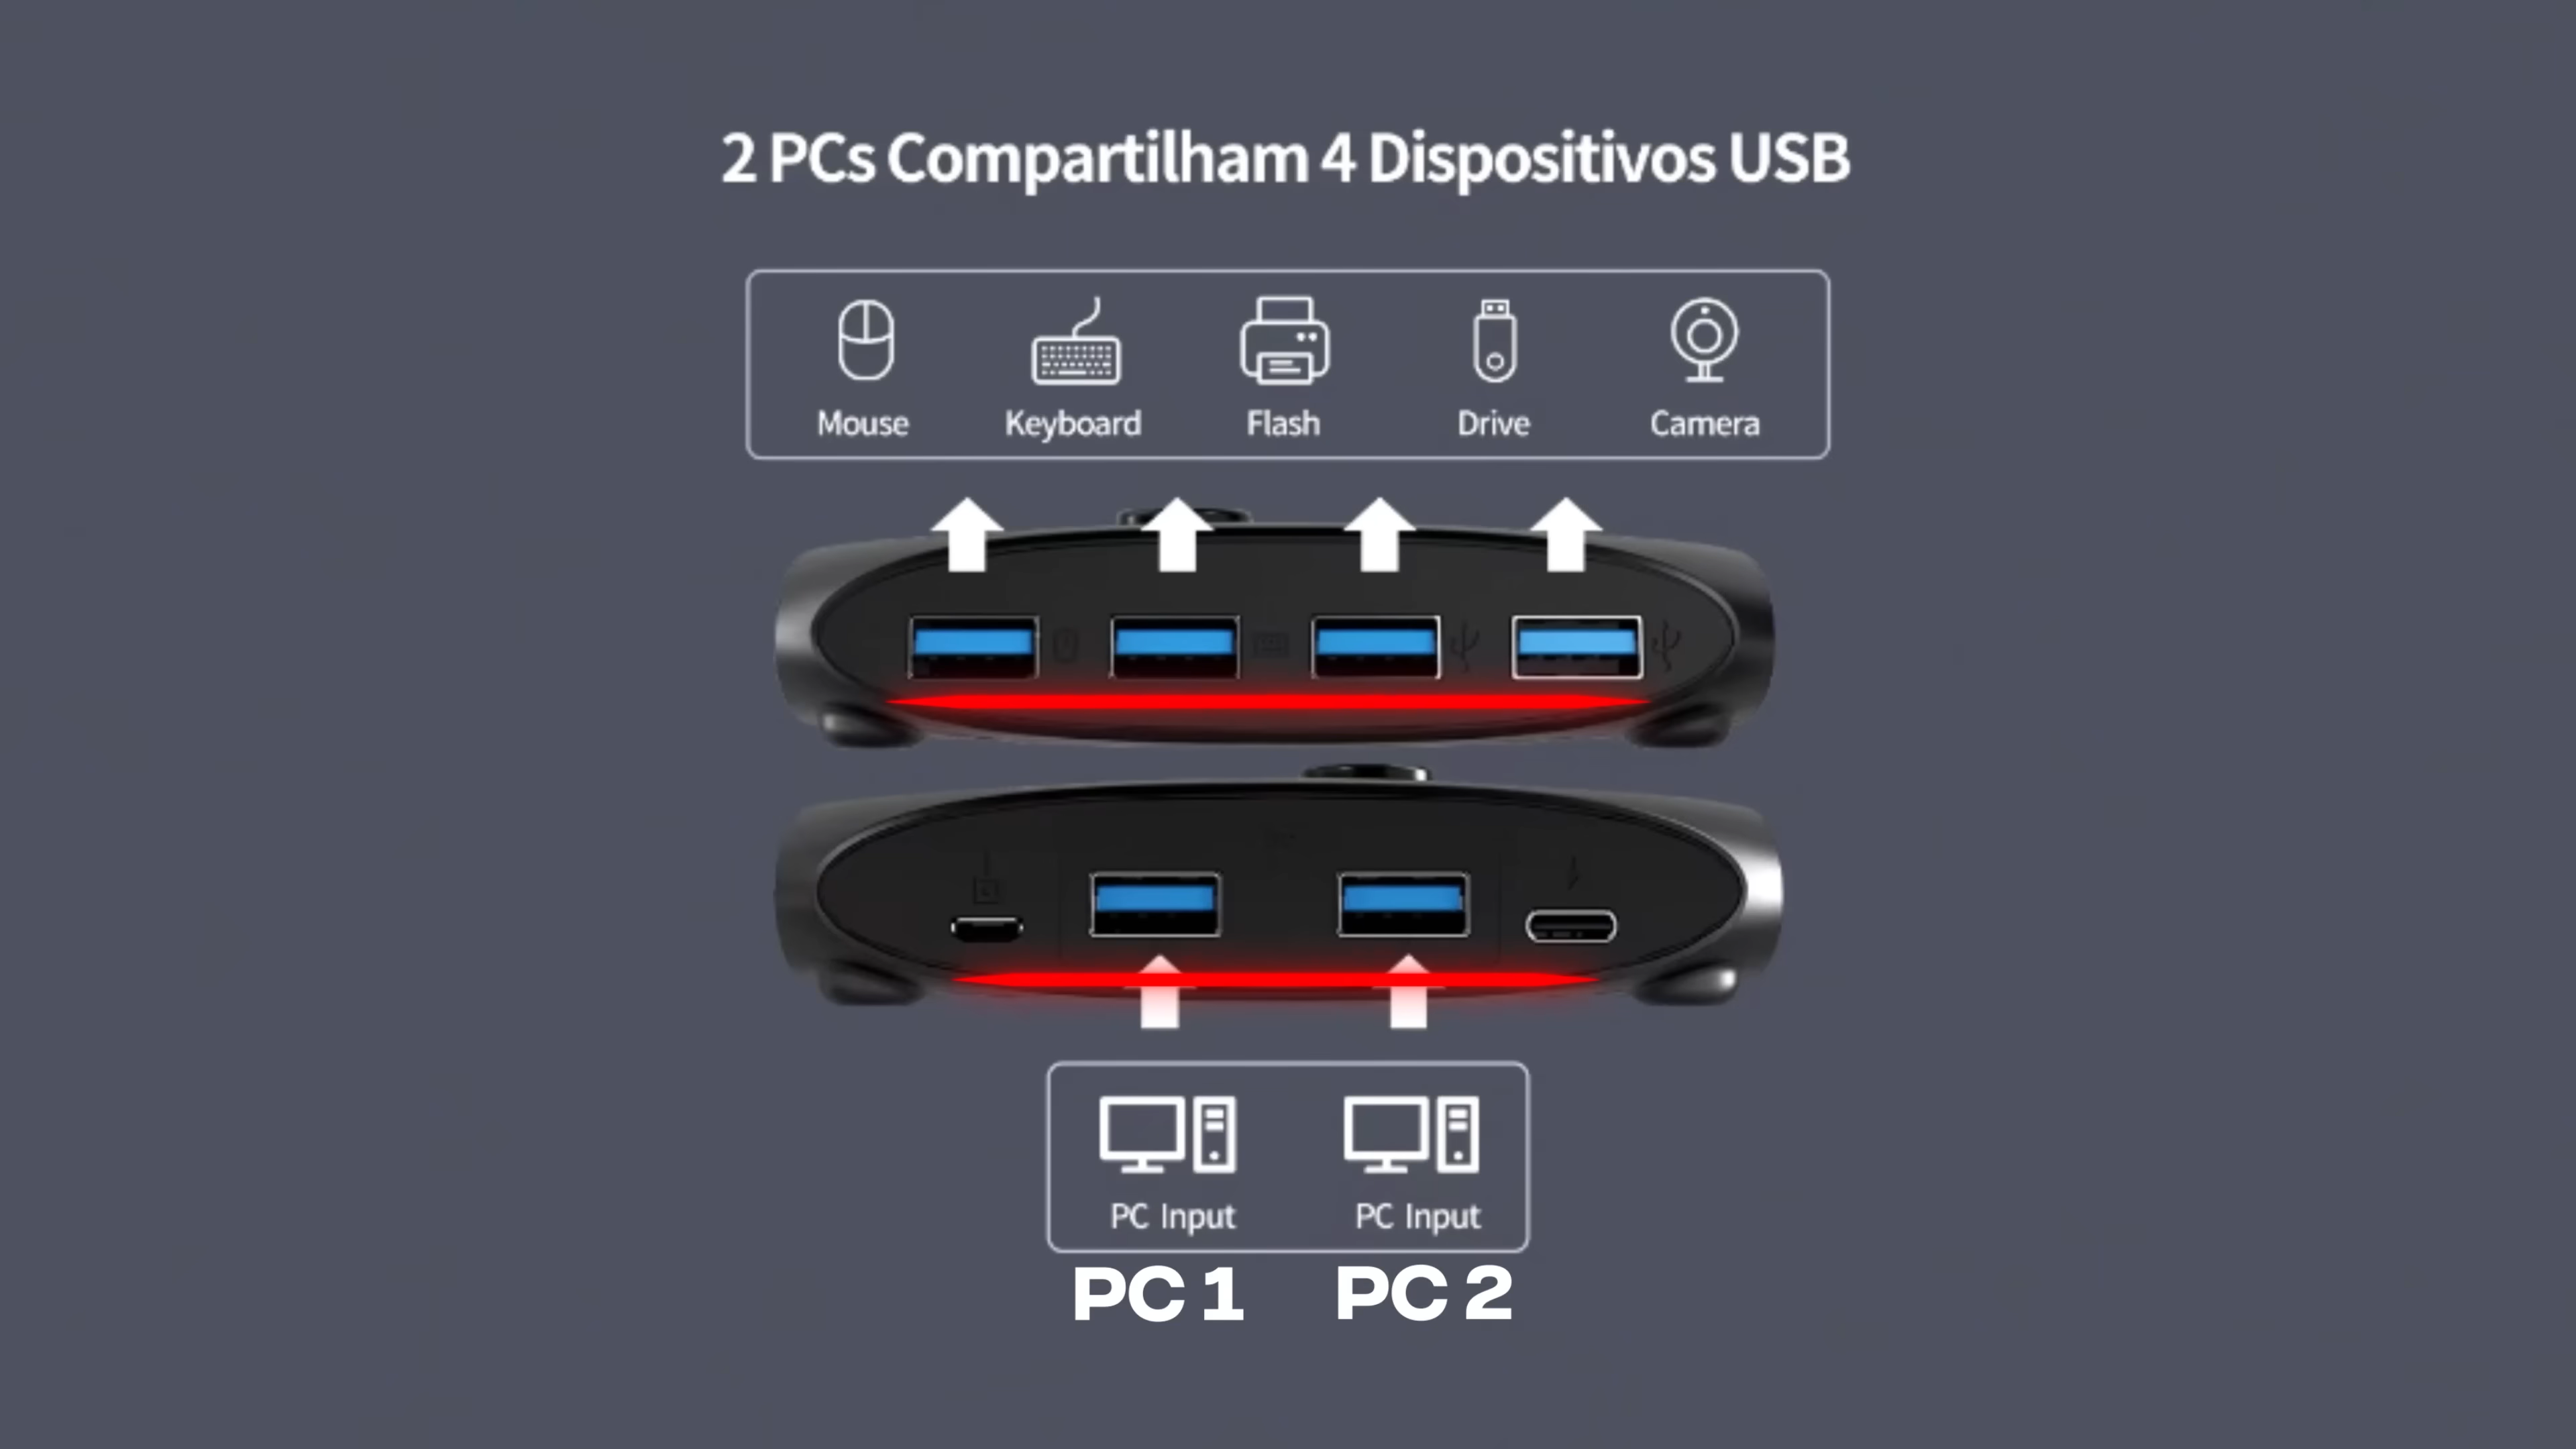 2 PCs Compartilham 4 Dispositivos USB
Mouse Keyboard Flash Drive Camera
PC Input PC Input
PC 1 PC 2